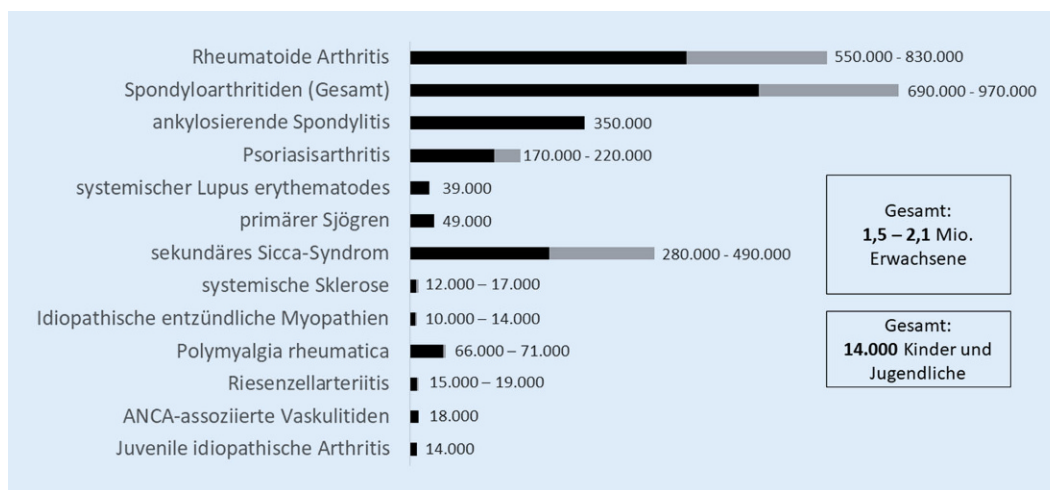 Rheumatoide Arthritis 550.000 - 830.000
Spondyloarthritiden (Gesamt) 690.000 - 970.000
ankylosierende Spondylitis 350.000
Psoriasisarthritis 170.000 - 220.000
systemischer Lupus erythematodes 39.000
primärer Sjögren 49.000
sekundäres Sicca-Syndrom 280.000 - 490.000
systemische Sklerose 12.000 – 17.000
Idiopathische entzündliche Myopathien 10.000 – 14.000
Polymyalgia rheumatica 66.000 – 71.000
Riesenzellarteriitis 15.000 – 19.000
ANCA-assoziierte Vaskulitiden 18.000
Juvenile idiopathische Arthritis 14.000
Gesamt:
1,5 – 2,1 Mio.
Erwachsene
Gesamt:
14.000 Kinder und
Jugendliche